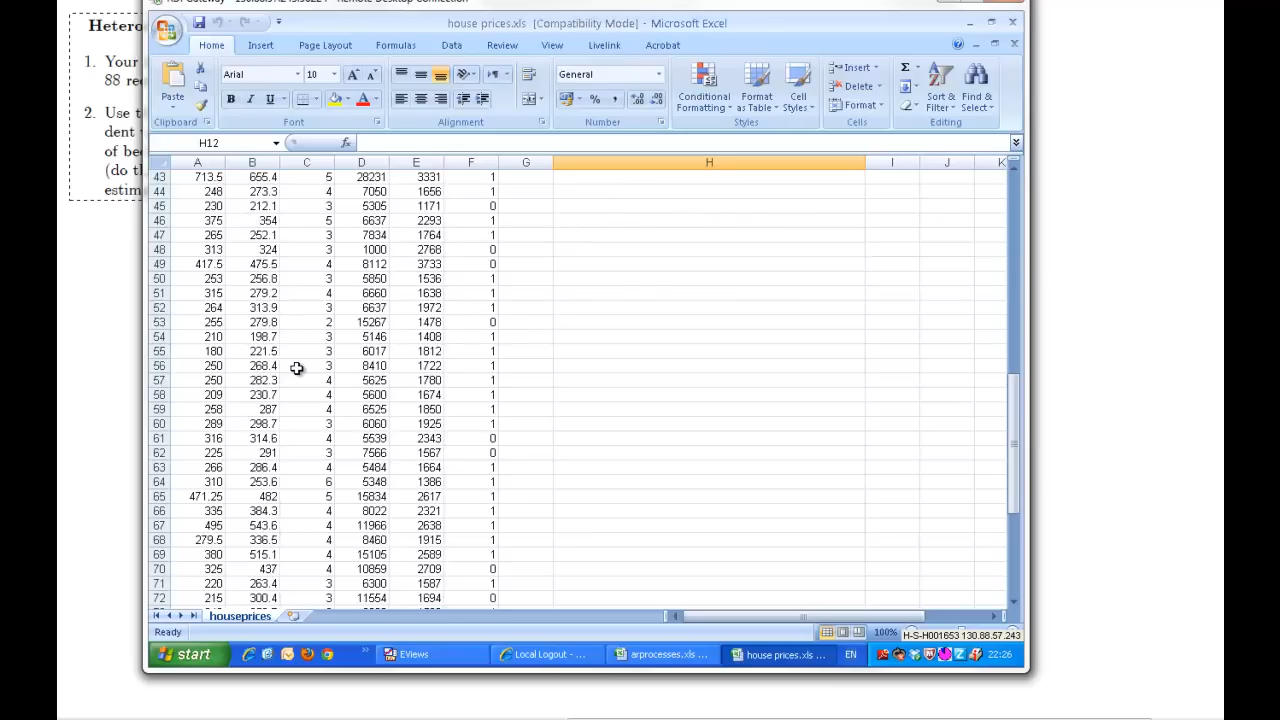 RDP Gateway - Remote Desktop Connection
house prices.xls [Compatibility Mode] - Microsoft Excel
Hetero
1. Your
88 rec
2. Use t
dent
of be
(do th
estim
Home Insert Page Layout Formulas Data Review View Livelink Acrobat
Paste
Clipboard
Arial 10
B I U
Font
Alignment
General
Number
Conditional Formatting
Format as Table
Cell Styles
Styles
Insert
Delete
Format
Cells
Sort & Filter
Find & Select
Editing
H12 fx
A B C D E F G H I J K
43 713.5 655.4 5 28231 3331 1
44 248 273.3 4 7050 1656 1
45 230 212.1 3 5305 1171 0
46 375 354 5 6637 2293 1
47 265 252.1 3 7834 1764 1
48 313 324 3 1000 2768 0
49 417.5 475.5 4 8112 3733 0
50 253 256.8 3 5850 1536 1
51 315 279.2 4 6660 1638 1
52 264 313.9 3 6637 1972 1
53 255 279.8 2 15267 1478 0
54 210 198.7 3 5146 1408 1
55 180 221.5 3 6017 1812 1
56 250 268.4 3 8410 1722 1
57 250 282.3 4 5625 1780 1
58 209 230.7 4 5600 1674 1
59 258 287 4 6525 1850 1
60 289 298.7 3 6060 1925 1
61 316 314.6 4 5539 2343 0
62 225 291 3 7566 1567 0
63 266 286.4 4 5484 1664 1
64 310 253.6 6 5348 1386 1
65 471.25 482 5 15834 2617 1
66 335 384.3 4 8022 2321 1
67 495 543.6 4 11966 2638 1
68 279.5 336.5 4 8460 1915 1
69 380 515.1 4 15105 2589 1
70 325 437 4 10859 2709 0
71 220 263.4 3 6300 1587 1
72 215 300.4 3 11554 1694 0
houseprices
Ready 100% H-S-H001653 130.88.57.243
start EViews Local Logout - ... arprocesses.xls ... house prices.xls ... EN 22:26